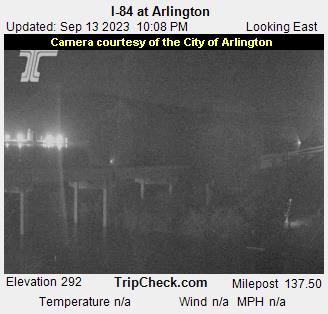 I-84 at Arlington
Updated: Sep 13 2023 10:08 PM Looking East
Camera courtesy of the City of Arlington
Elevation 292 TripCheck.com Milepost 137.50
Temperature n/a Wind n/a MPH n/a